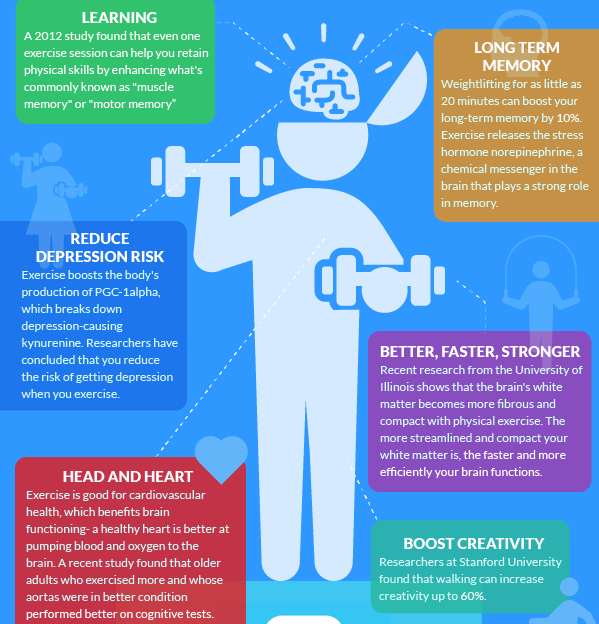 LEARNING
A 2012 study found that even one
exercise session can help you retain
physical skills by enhancing what's
commonly known as "muscle
memory" or "motor memory”
LONG TERM
MEMORY
Weightlifting for as little as
20 minutes can boost your
long-term memory by 10%.
Exercise releases the stress
hormone norepinephrine, a
chemical messenger in the
brain that plays a strong role
in memory.
REDUCE
DEPRESSION RISK
Exercise boosts the body's
production of PGC-1alpha,
which breaks down
depression-causing
kynurenine. Researchers have
concluded that you reduce
the risk of getting depression
when you exercise.
BETTER, FASTER, STRONGER
Recent research from the University of
Illinois shows that the brain's white
matter becomes more fibrous and
compact with physical exercise. The
more streamlined and compact your
white matter is, the faster and more
efficiently your brain functions.
HEAD AND HEART
Exercise is good for cardiovascular
health, which benefits brain
functioning- a healthy heart is better at
pumping blood and oxygen to the
brain. A recent study found that older
adults who exercised more and whose
aortas were in better condition
performed better on cognitive tests.
BOOST CREATIVITY
Researchers at Stanford University
found that walking can increase
creativity up to 60%.